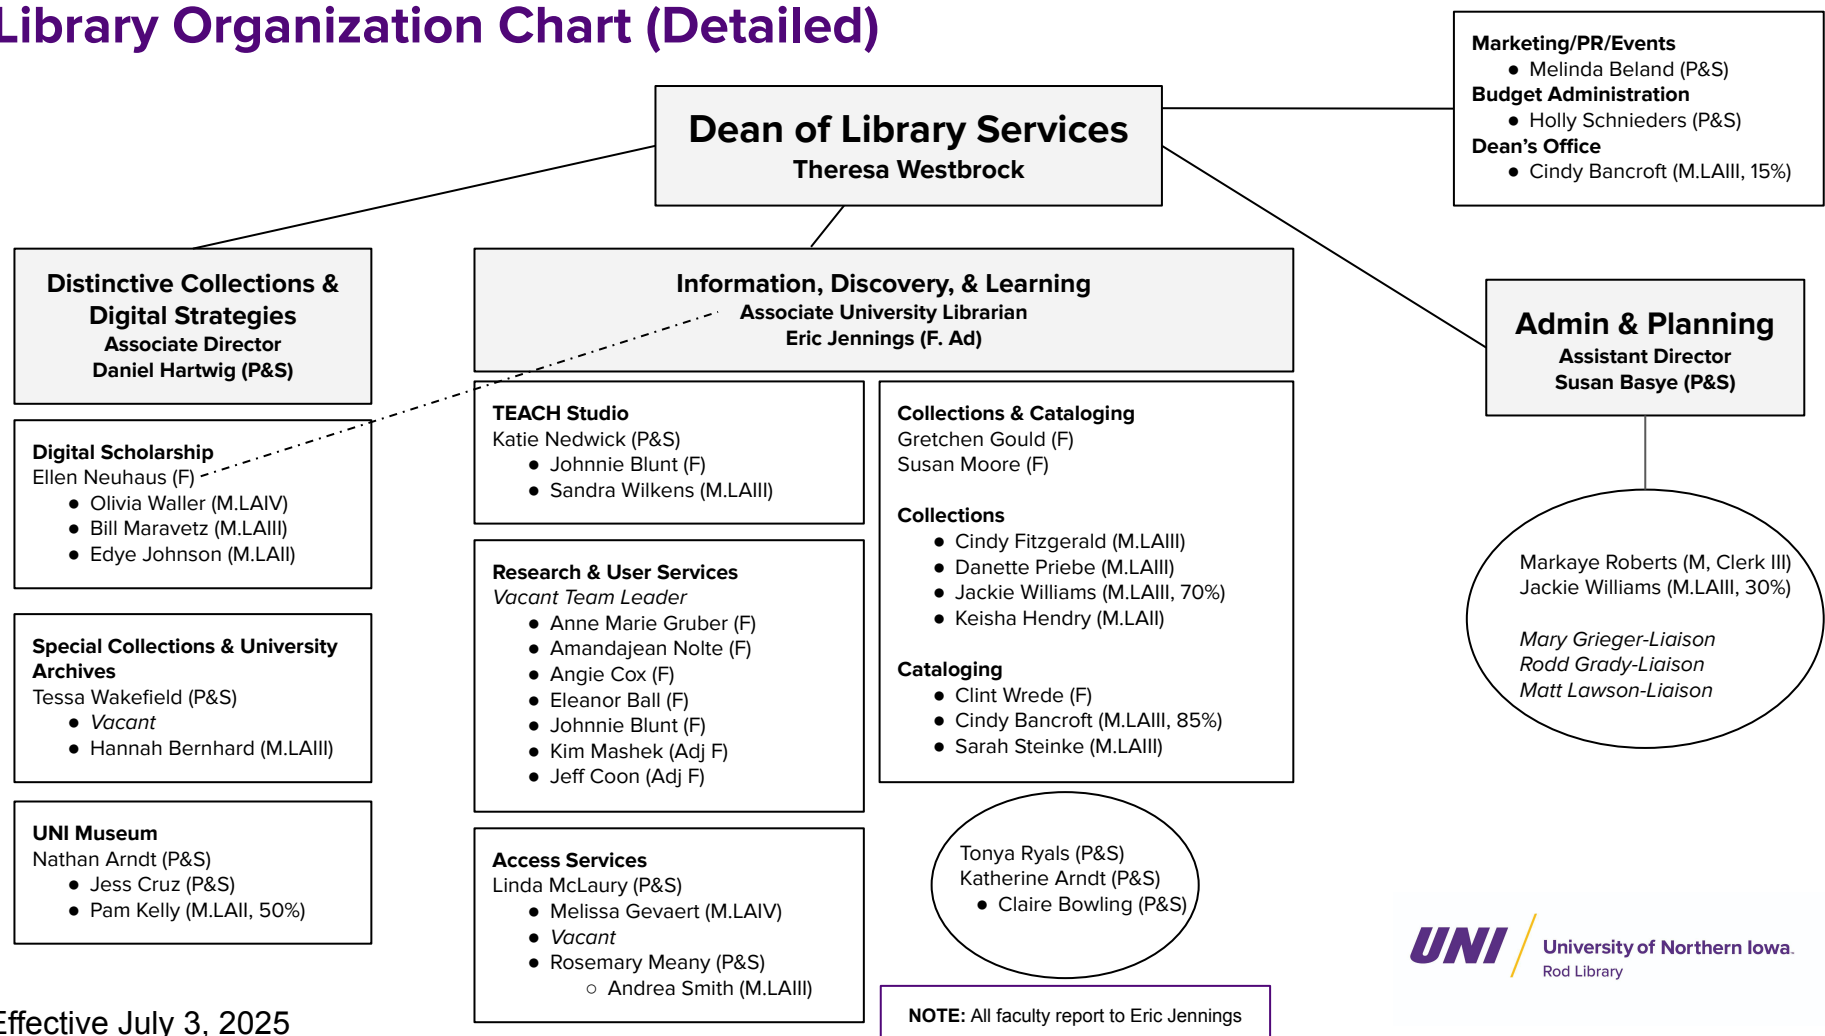 Library Organization Chart (Detailed)
Marketing/PR/Events
● Melinda Beland (P&S)
Budget Administration
● Holly Schnieders (P&S)
Dean's Office
● Cindy Bancroft (M.LAIII, 15%)
Dean of Library Services
Theresa Westbrock
Distinctive Collections &
Digital Strategies
Associate Director
Daniel Hartwig (P&S)
Information, Discovery, & Learning
Associate University Librarian
Eric Jennings (F. Ad)
Admin & Planning
Assistant Director
Susan Basye (P&S)
Digital Scholarship
Ellen Neuhaus (F)
● Olivia Waller (M.LAIV)
● Bill Maravetz (M.LAIII)
● Edye Johnson (M.LAII)
Special Collections & University
Archives
Tessa Wakefield (P&S)
● Vacant
● Hannah Bernhard (M.LAIII)
UNI Museum
Nathan Arndt (P&S)
● Jess Cruz (P&S)
● Pam Kelly (M.LAII, 50%)
TEACH Studio
Katie Nedwick (P&S)
● Johnnie Blunt (F)
● Sandra Wilkens (M.LAIII)
Research & User Services
Vacant Team Leader
● Anne Marie Gruber (F)
● Amandajean Nolte (F)
● Angie Cox (F)
● Eleanor Ball (F)
● Johnnie Blunt (F)
● Kim Mashek (Adj F)
● Jeff Coon (Adj F)
Access Services
Linda McLaury (P&S)
● Melissa Gevaert (M.LAIV)
● Vacant
● Rosemary Meany (P&S)
○ Andrea Smith (M.LAIII)
Collections & Cataloging
Gretchen Gould (F)
Susan Moore (F)
Collections
● Cindy Fitzgerald (M.LAIII)
● Danette Priebe (M.LAIII)
● Jackie Williams (M.LAIII, 70%)
● Keisha Hendry (M.LAII)
Cataloging
● Clint Wrede (F)
● Cindy Bancroft (M.LAIII, 85%)
● Sarah Steinke (M.LAIII)
Tonya Ryals (P&S)
Katherine Arndt (P&S)
● Claire Bowling (P&S)
Markaye Roberts (M, Clerk III)
Jackie Williams (M.LAIII, 30%)
Mary Grieger-Liaison
Rodd Grady-Liaison
Matt Lawson-Liaison
NOTE: All faculty report to Eric Jennings
UNI
University of Northern Iowa.
Rod Library
Effective July 3, 2025